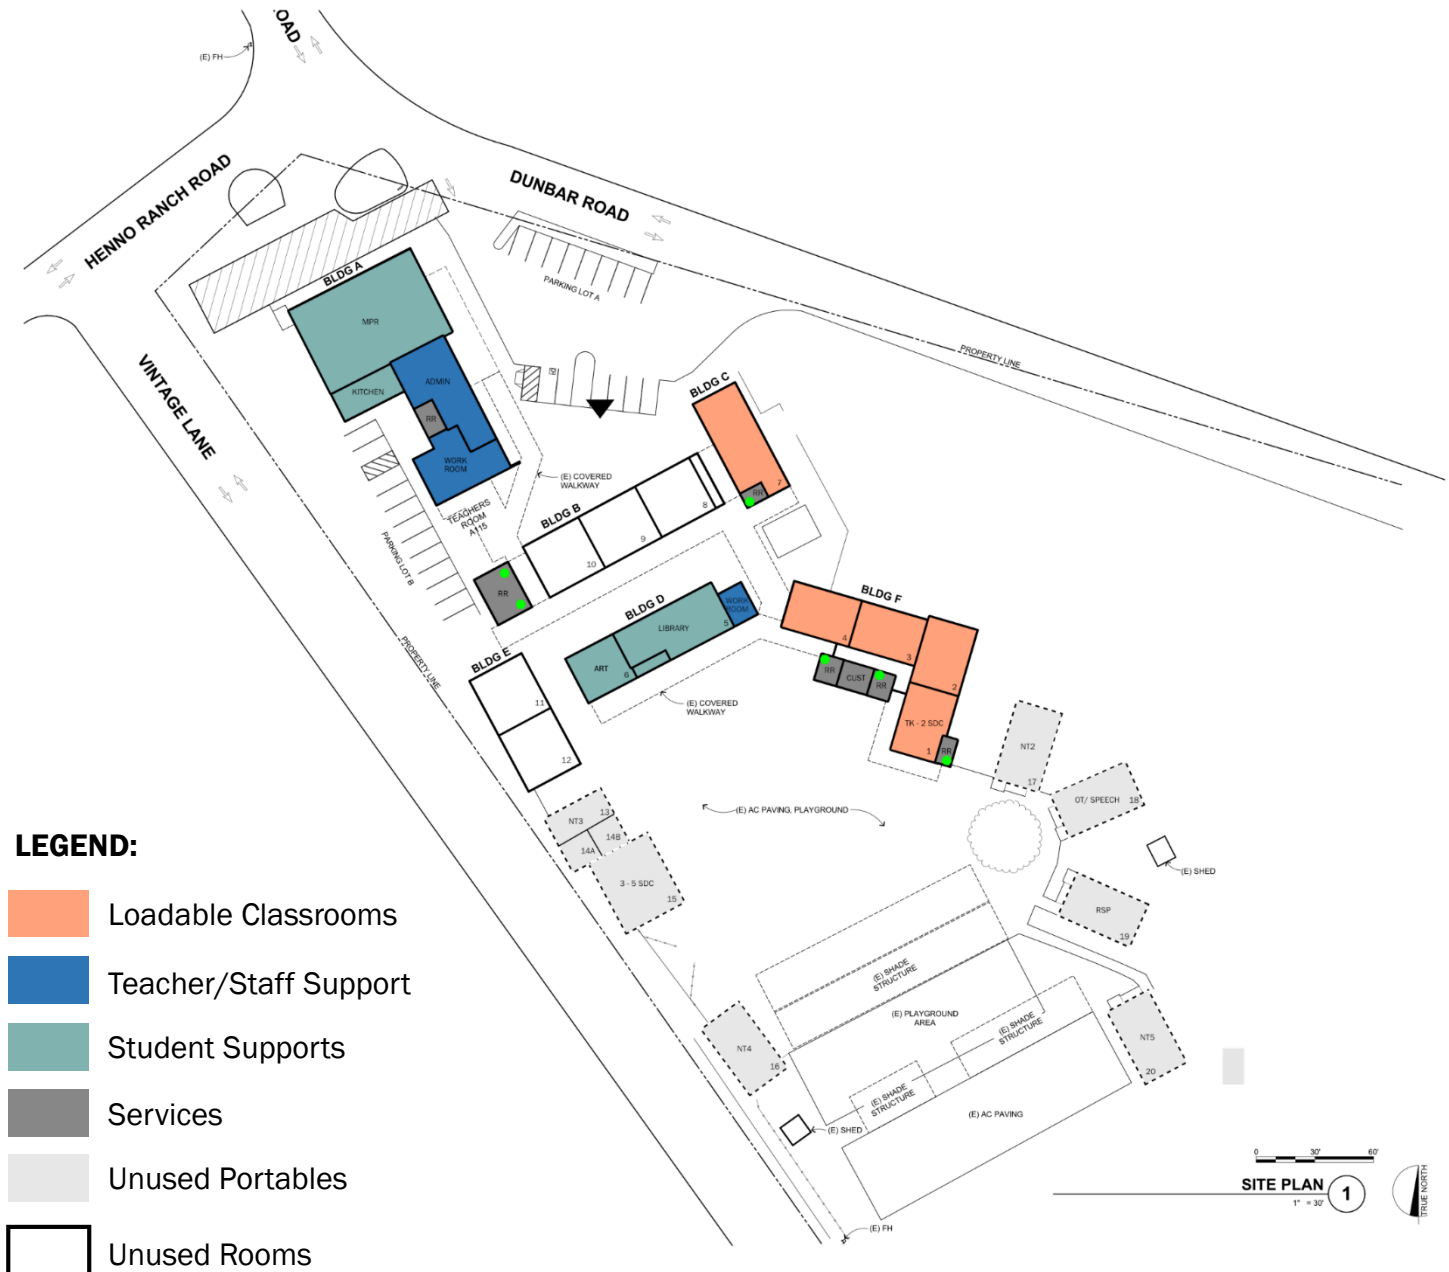 OAD
(E) FH
HENNO RANCH ROAD
DUNBAR ROAD
PARKING LOT A
PROPERTY LINE
VINTAGE LANE
BLDG A
MPR
KITCHEN
ADMIN
RR
WORK
ROOM
TEACHERS
ROOM
A115
PARKING LOT B
(E) COVERED
WALKWAY
BLDG C
7
RR
BLDG B
8
9
10
RR
BLDG D
LIBRARY
WORK
ROOM
5
ART
6
BLDG F
4
3
2
RR
CUST
RR
TK - 2 SDC
1
RR
PROPERTY LINE
BLDG E
11
12
(E) COVERED
WALKWAY
NT2
17
OT/ SPEECH
18
(E) SHED
RSP
19
NT3
13
14B
14A
3 - 5 SDC
15
(E) AC PAVING, PLAYGROUND
(E) SHADE
STRUCTURE
(E) PLAYGROUND
AREA
(E) SHADE
STRUCTURE
(E) SHADE
STRUCTURE
(E) AC PAVING
NT4
16
NT5
20
(E) SHED
(E) FH
LEGEND:
Loadable Classrooms
Teacher/Staff Support
Student Supports
Services
Unused Portables
Unused Rooms
0 30' 60'
SITE PLAN 1
1" = 30'
TRUE NORTH